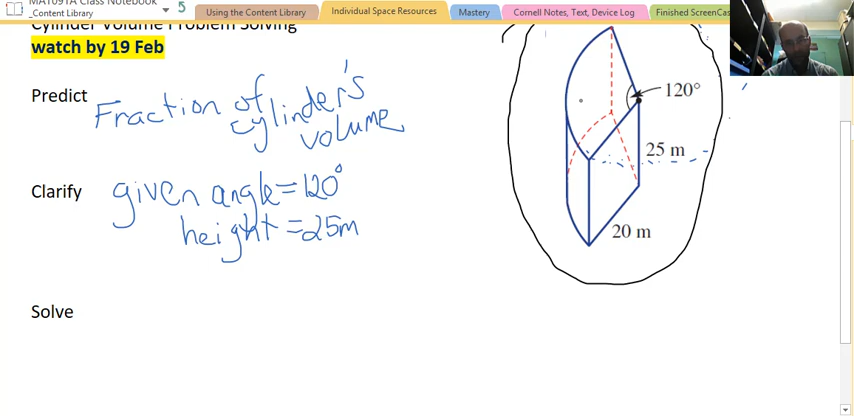 MAT091A Class Notebook
_Content Library
5
Using the Content Library
Individual Space Resources
Mastery
Cornell Notes, Text, Device Log
Finished ScreenCas
Cylinder Volume Problem Solving
watch by 19 Feb
Predict
Fraction of cylinder's volume
Clarify
given angle = 120°
height = 25m
Solve
120°
25 m
20 m